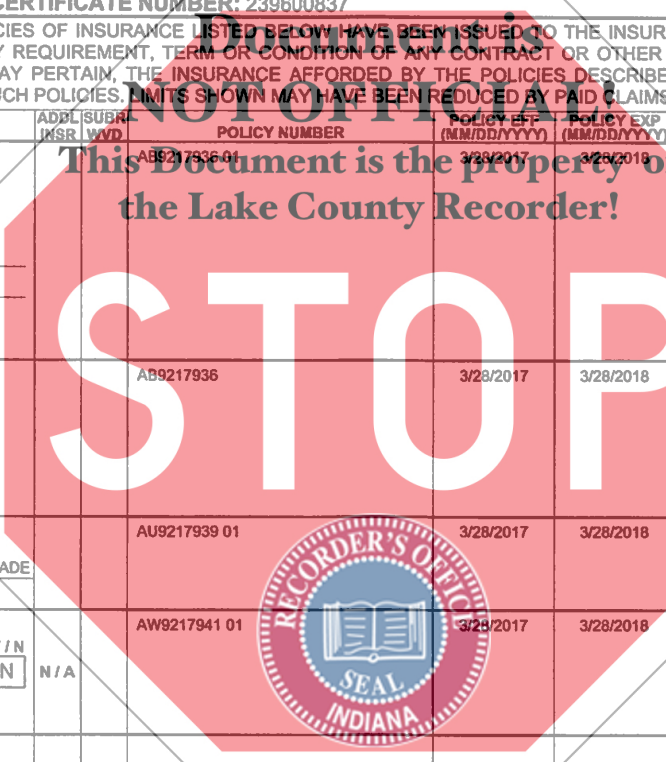 CERTIFICATE NUMBER: 239600837
CIES OF INSURANCE LISTED BELOW HAVE BEEN ISSUED TO THE INSUR
Y REQUIREMENT, TERM OR CONDITION OF ANY CONTRACT OR OTHER
AY PERTAIN, THE INSURANCE AFFORDED BY THE POLICIES DESCRIBE
UCH POLICIES. LIMITS SHOWN MAY HAVE BEEN REDUCED BY PAID CLAIMS
Document is
NOT OFFICIAL!
This Document is the property o
the Lake County Recorder!
ADDL SUBR POLICY EFF POLICY EXP
INSR WVD POLICY NUMBER (MM/DD/YYYY) (MM/DD/YYYY
AB9217936 01 3/28/2017 3/28/2018
STOP
AB9217936 3/28/2017 3/28/2018
AU9217939 01 3/28/2017 3/28/2018
ADE
AW9217941 01 3/28/2017 3/28/2018
/ N
N N / A
RECORDER'S OFFICE
SEAL
INDIANA